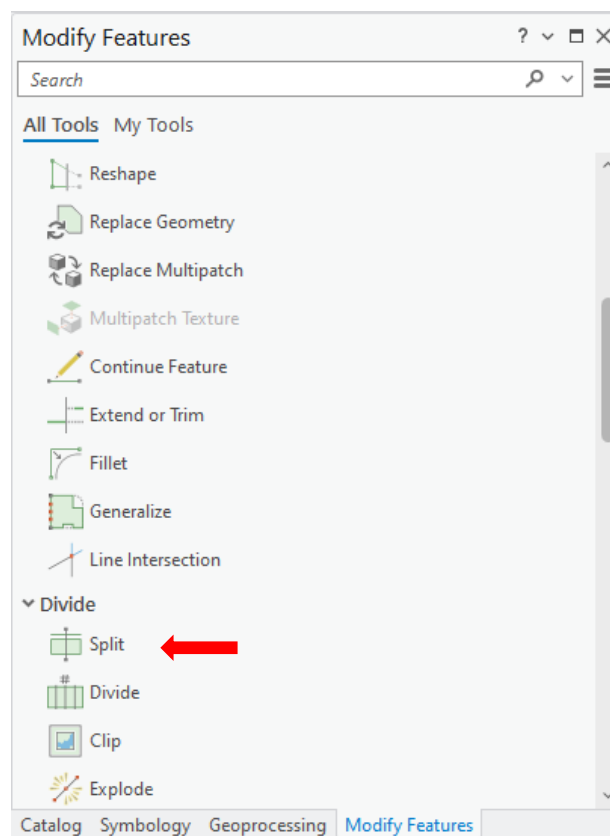 Modify Features
?
Search
All Tools My Tools
Reshape
Replace Geometry
Replace Multipatch
Multipatch Texture
Continue Feature
Extend or Trim
Fillet
Generalize
Line Intersection
Divide
Split
#
Divide
Clip
Explode
Catalog Symbology Geoprocessing Modify Features